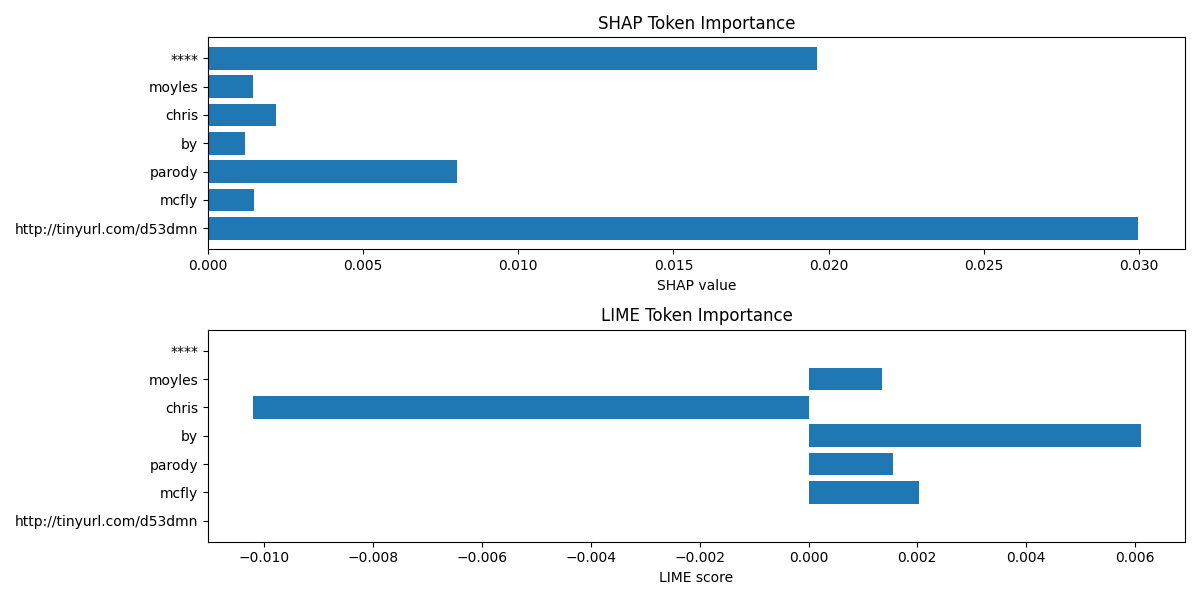 SHAP Token Importance
****
moyles
chris
by
parody
mcfly
http://tinyurl.com/d53dmn
0.000 0.005 0.010 0.015 0.020 0.025 0.030
SHAP value
LIME Token Importance
****
moyles
chris
by
parody
mcfly
http://tinyurl.com/d53dmn
−0.010 −0.008 −0.006 −0.004 −0.002 0.000 0.002 0.004 0.006
LIME score